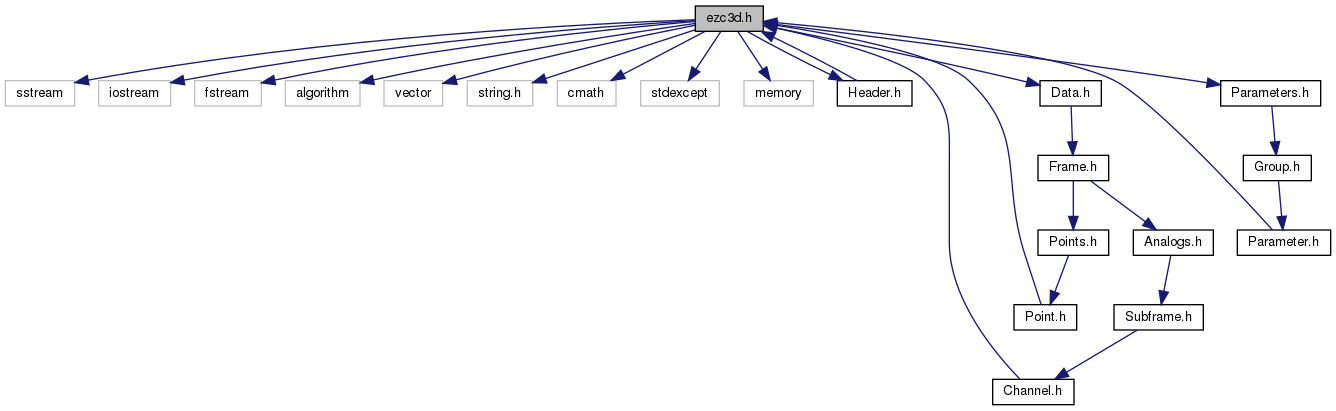 ezc3d.h
sstream
iostream
fstream
algorithm
vector
string.h
cmath
stdexcept
memory
Header.h
Data.h
Parameters.h
Frame.h
Group.h
Points.h
Analogs.h
Parameter.h
Point.h
Subframe.h
Channel.h